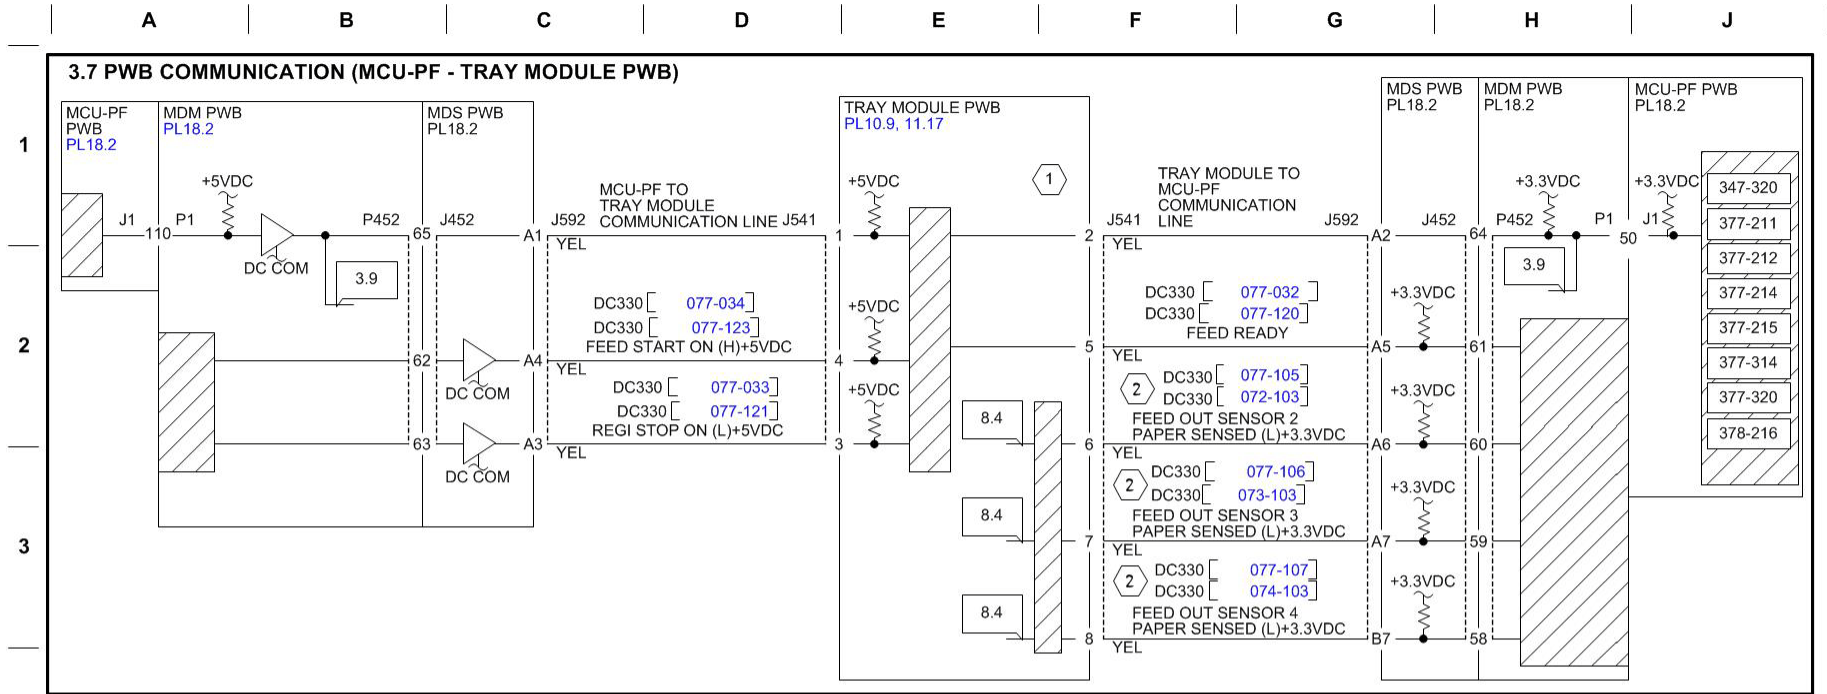 A B C D E F G H J
3.7 PWB COMMUNICATION (MCU-PF - TRAY MODULE PWB)
1
2
3
MCU-PF
PWB
PL18.2
MDM PWB
PL18.2
MDS PWB
PL18.2
+5VDC
J1
110
P1
DC COM
3.9
P452
65
J452
A1
J592
YEL
MCU-PF TO
TRAY MODULE
COMMUNICATION LINE
J541
1
62
DC COM
A4
YEL
DC330 [ 077-034 ]
DC330 [ 077-123 ]
FEED START ON (H)+5VDC
4
63
DC COM
A3
YEL
DC330 [ 077-033 ]
DC330 [ 077-121 ]
REGI STOP ON (L)+5VDC
3
TRAY MODULE PWB
PL10.9, 11.17
+5VDC
+5VDC
+5VDC
1
8.4
8.4
8.4
2
J541
YEL
TRAY MODULE TO
MCU-PF
COMMUNICATION
LINE
J592
A2
J452
64
P452
5
YEL
DC330 [ 077-032 ]
DC330 [ 077-120 ]
FEED READY
A5
61
6
YEL
2
DC330 [ 077-105 ]
DC330 [ 072-103 ]
FEED OUT SENSOR 2
PAPER SENSED (L)+3.3VDC
A6
60
7
YEL
2
DC330 [ 077-106 ]
DC330 [ 073-103 ]
FEED OUT SENSOR 3
PAPER SENSED (L)+3.3VDC
A7
59
8
YEL
2
DC330 [ 077-107 ]
DC330 [ 074-103 ]
FEED OUT SENSOR 4
PAPER SENSED (L)+3.3VDC
B7
58
MDS PWB
PL18.2
+3.3VDC
+3.3VDC
+3.3VDC
+3.3VDC
MDM PWB
PL18.2
+3.3VDC
3.9
P1
50
J1
MCU-PF PWB
PL18.2
+3.3VDC
347-320
377-211
377-212
377-214
377-215
377-314
377-320
378-216